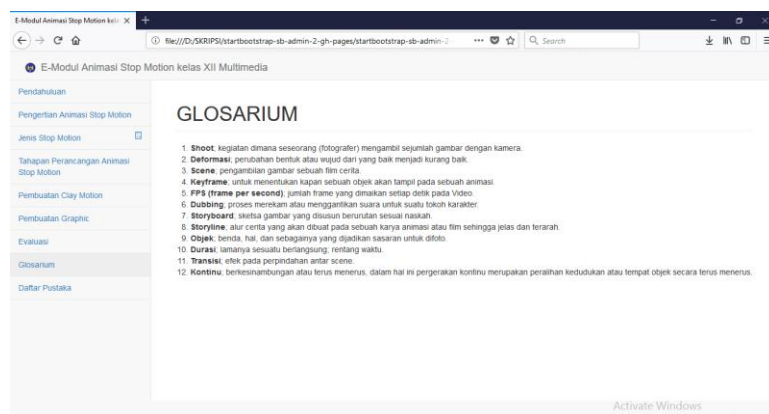 E-Modul Animasi Stop Motion kela
file:///D:/SKRIPSI/startbootstrap-sb-admin-2-gh-pages/startbootstrap-sb-admin-2-
Search
E-Modul Animasi Stop Motion kelas XII Multimedia
Pendahuluan
Pengertian Animasi Stop Motion
Jenis Stop Motion
Tahapan Perancangan Animasi
Stop Motion
Pembuatan Clay Motion
Pembuatan Graphic
Evaluasi
Glosarium
Daftar Pustaka
GLOSARIUM
1. Shoot; kegiatan dimana seseorang (fotografer) mengambil sejumlah gambar dengan kamera.
2. Deformasi; perubahan bentuk atau wujud dari yang baik menjadi kurang baik.
3. Scene; pengambilan gambar sebuah film cerita.
4. Keyframe; untuk menentukan kapan sebuah objek akan tampil pada sebuah animasi.
5. FPS (frame per second); jumlah frame yang dimaikan setiap detik pada Video.
6. Dubbing; proses merekam atau menggantikan suara untuk suatu tokoh karakter.
7. Storyboard; sketsa gambar yang disusun berurutan sesuai naskah.
8. Storyline; alur cerita yang akan dibuat pada sebuah karya animasi atau film sehingga jelas dan terarah.
9. Objek; benda, hal, dan sebagainya yang dijadikan sasaran untuk difoto.
10. Durasi; lamanya sesuatu berlangsung; rentang waktu.
11. Transisi; efek pada perpindahan antar scene.
12. Kontinu; berkesinambungan atau terus menerus, dalam hal ini pergerakan kontinu merupakan peralihan kedudukan atau tempat objek secara terus menerus.
Activate Windows